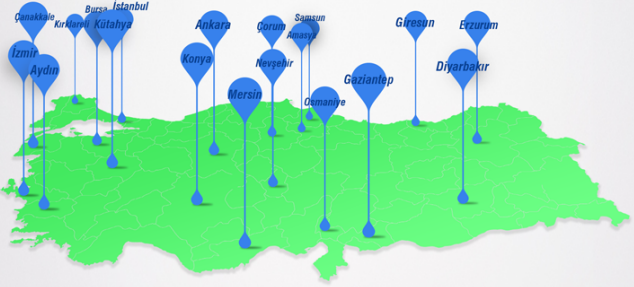 Çanakkale
Kırklareli
Bursa
İstanbul
Kütahya
İzmir
Aydın
Ankara
Konya
Çorum
Samsun
Amasya
Nevşehir
Mersin
Osmaniye
Gaziantep
Giresun
Erzurum
Diyarbakır